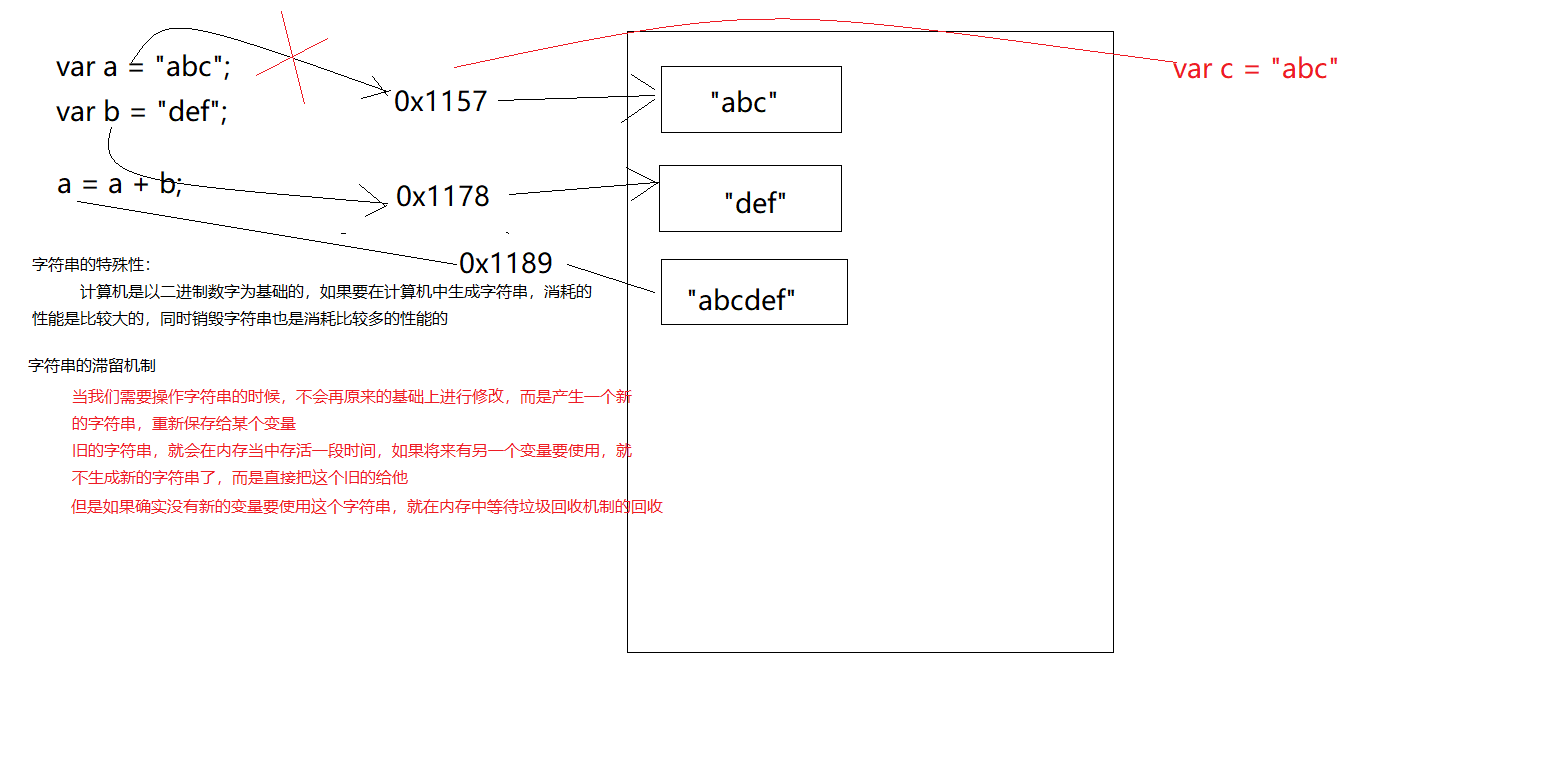 var a = "abc";
var b = "def";
a = a + b;
0x1157
0x1178
0x1189
"abc"
"def"
"abcdef"
var c = "abc"
字符串的特殊性：
计算机是以二进制数字为基础的，如果要在计算机中生成字符串，消耗的
性能是比较大的，同时销毁字符串也是消耗比较多的性能的
字符串的滞留机制
当我们需要操作字符串的时候，不会再原来的基础上进行修改，而是产生一个新
的字符串，重新保存给某个变量
旧的字符串，就会在内存当中存活一段时间，如果将来有另一个变量要使用，就
不生成新的字符串了，而是直接把这个旧的给他
但是如果确实没有新的变量要使用这个字符串，就在内存中等待垃圾回收机制的回收